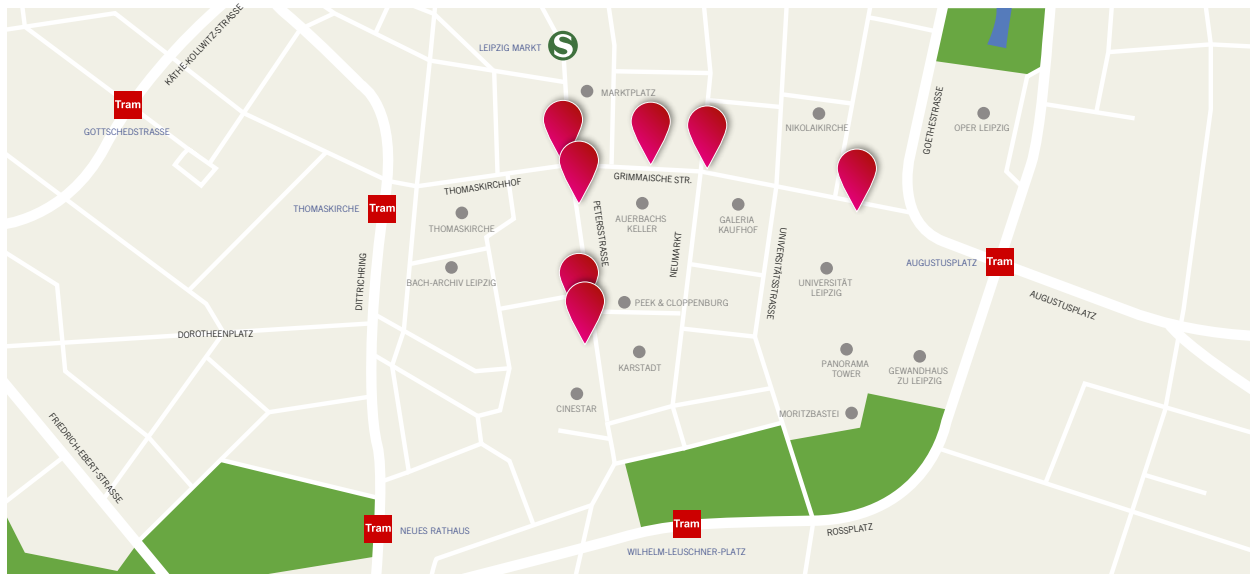 KÄTHE-KOLLWITZ-STRASSE
LEIPZIG MARKT
S
Tram
GOTTSCHEDSTRASSE
MARKTPLATZ
NIKOLAIKIRCHE
GOETHESTRASSE
OPER LEIPZIG
THOMASKIRCHHOF
GRIMMAISCHE STR.
THOMASKIRCHE
Tram
THOMASKIRCHE
PETERSSTRASSE
AUERBACHS
KELLER
GALERIA
KAUFHOF
NEUMARKT
UNIVERSITÄTSSTRASSE
DITTRICHRING
BACH-ARCHIV LEIPZIG
UNIVERSITÄT
LEIPZIG
AUGUSTUSPLATZ
Tram
AUGUSTUSPLATZ
PEEK & CLOPPENBURG
DOROTHEENPLATZ
KARSTADT
PANORAMA
TOWER
GEWANDHAUS
ZU LEIPZIG
CINESTAR
MORITZBASTEI
FRIEDRICH-EBERT-STRASSE
Tram
NEUES RATHAUS
Tram
WILHELM-LEUSCHNER-PLATZ
ROSSPLATZ